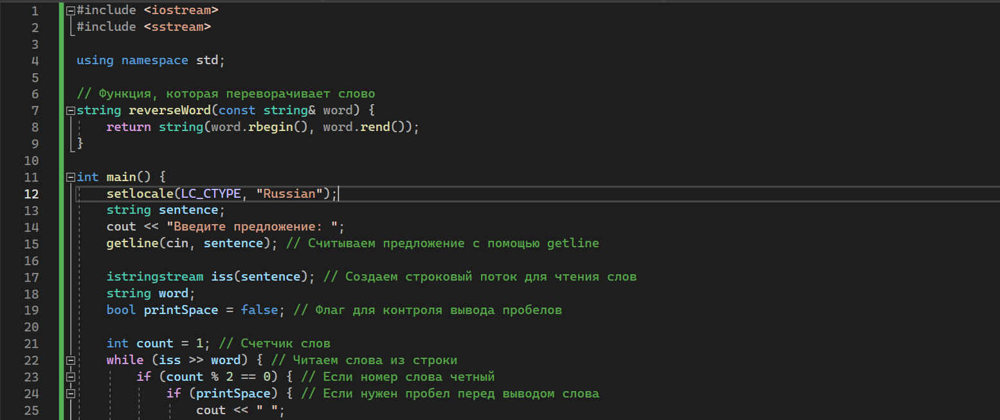 1 #include <iostream>
2 #include <sstream>
3
4 using namespace std;
5
6 // Функция, которая переворачивает слово
7 string reverseWord(const string& word) {
8 return string(word.rbegin(), word.rend());
9 }
10
11 int main() {
12 setlocale(LC_CTYPE, "Russian");
13 string sentence;
14 cout << "Введите предложение: ";
15 getline(cin, sentence); // Считываем предложение с помощью getline
16
17 istringstream iss(sentence); // Создаем строковый поток для чтения слов
18 string word;
19 bool printSpace = false; // Флаг для контроля вывода пробелов
20
21 int count = 1; // Счетчик слов
22 while (iss >> word) { // Читаем слова из строки
23 if (count % 2 == 0) { // Если номер слова четный
24 if (printSpace) { // Если нужен пробел перед выводом слова
25 cout << " ";